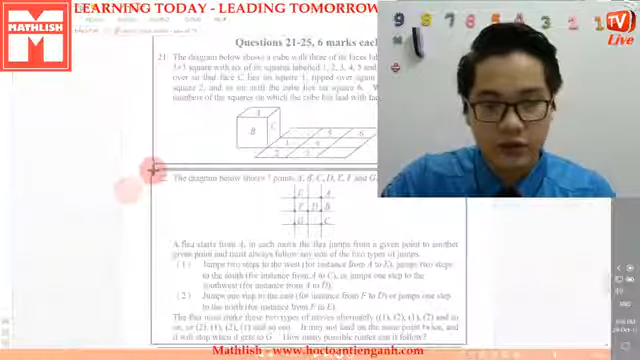 LEARNING TODAY - LEADING TOMORROW
MATHLISH
TV
Live
9 8 7 6 5 4 3 2 1
Questions 21-25, 6 marks each
21 The diagram below shows a cube with three of its faces
3×3 square with six of its squares labelled 1, 2, 3, 4, 5 and
over so that face C lies on square 1, tipped over again
square 2, and so on until the cube lies on square 6.
numbers of the squares on which the cube has laid with face
B C
5 6
1 4
2 3
The diagram below shows 7 points, A, B, C, D, E, F and G.
E A
F D B
G C
A flea starts from A, in each move the flea jumps from a given point to another
given point and must always follow any one of the two types of jumps.
(1) Jumps two steps to the west (for instance from A to E), jumps two steps
to the south (for instance from A to C), or jumps one step to the
southwest (for instance from A to D).
(2) Jumps one step to the east (for instance from F to D) or jumps one step
to the north (for instance from F to E).
The flea must make these two types of moves alternately ((1), (2), (1), (2) and so
on, or (2), (1), (2), (1) and so on). It may not land on the same point twice, and
it will stop when it gets to G. How many possible routes can it follow?
Mathlish - www.hoctoantienganh.com